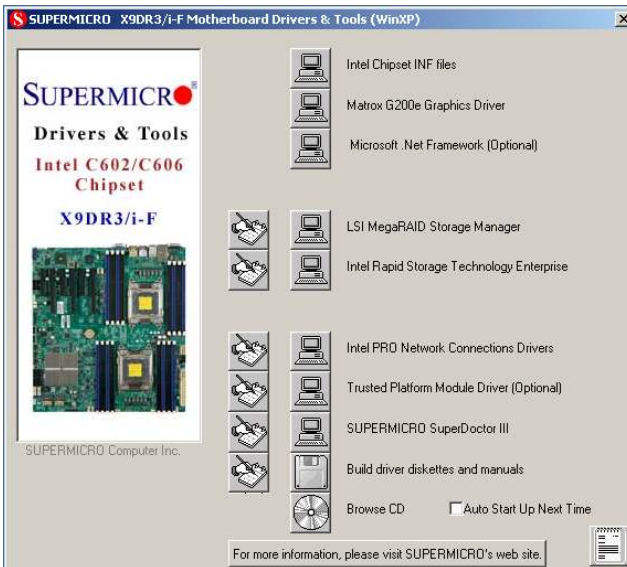 SUPERMICRO X9DR3/i-F Motherboard Drivers & Tools (WinXP)
SUPERMICRO
Drivers & Tools
Intel C602/C606
Chipset
X9DR3/i-F
SUPERMICRO Computer Inc.
Intel Chipset INF files
Matrox G200e Graphics Driver
Microsoft .Net Framework (Optional)
LSI MegaRAID Storage Manager
Intel Rapid Storage Technology Enterprise
Intel PRO Network Connections Drivers
Trusted Platform Module Driver (Optional)
SUPERMICRO SuperDoctor III
Build driver diskettes and manuals
Browse CD
Auto Start Up Next Time
For more information, please visit SUPERMICRO's web site.